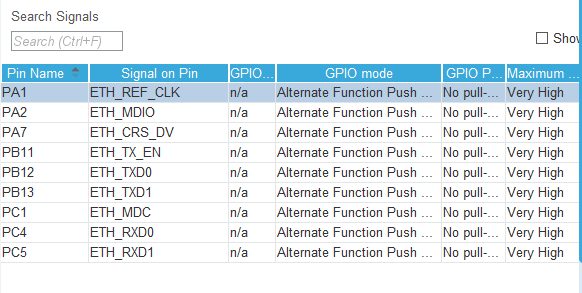 Search Signals
Search (Ctrl+F)
Show
Pin Name Signal on Pin GPIO... GPIO mode GPIO P... Maximum ...
PA1 ETH_REF_CLK n/a Alternate Function Push ... No pull-... Very High
PA2 ETH_MDIO n/a Alternate Function Push ... No pull-... Very High
PA7 ETH_CRS_DV n/a Alternate Function Push ... No pull-... Very High
PB11 ETH_TX_EN n/a Alternate Function Push ... No pull-... Very High
PB12 ETH_TXD0 n/a Alternate Function Push ... No pull-... Very High
PB13 ETH_TXD1 n/a Alternate Function Push ... No pull-... Very High
PC1 ETH_MDC n/a Alternate Function Push ... No pull-... Very High
PC4 ETH_RXD0 n/a Alternate Function Push ... No pull-... Very High
PC5 ETH_RXD1 n/a Alternate Function Push ... No pull-... Very High